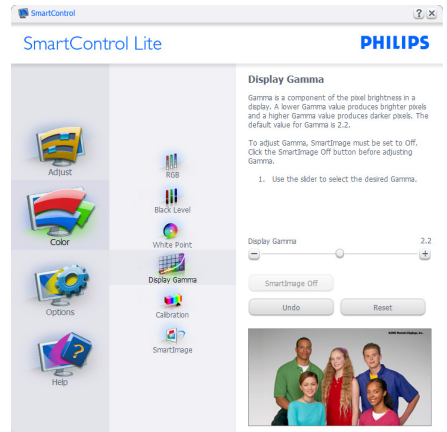 SmartControl
SmartControl Lite
PHILIPS
Adjust
Color
Options
Help
RGB
Black Level
White Point
Display Gamma
Calibration
SmartImage
Display Gamma
Gamma is a component of the pixel brightness in a
display. A lower Gamma value produces brighter pixels
and a higher Gamma value produces darker pixels. The
default value for Gamma is 2.2.
To adjust Gamma, SmartImage must be set to Off.
Click the SmartImage Off button before adjusting
Gamma.
1. Use the slider to select the desired Gamma.
Display Gamma 2.2
SmartImage Off
Undo Reset